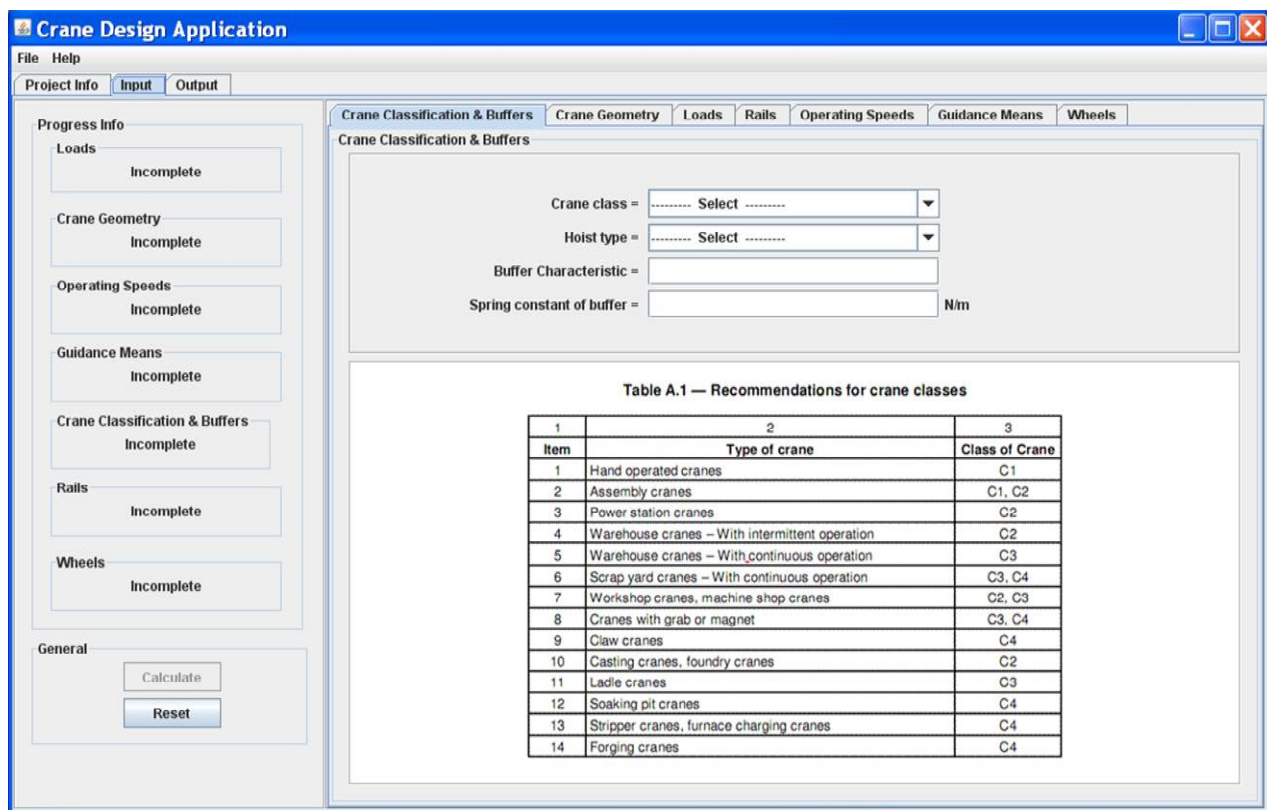 Crane Design Application
File Help
Project Info Input Output
Progress Info
Loads
Incomplete
Crane Geometry
Incomplete
Operating Speeds
Incomplete
Guidance Means
Incomplete
Crane Classification & Buffers
Incomplete
Rails
Incomplete
Wheels
Incomplete
General
Calculate
Reset
Crane Classification & Buffers Crane Geometry Loads Rails Operating Speeds Guidance Means Wheels
Crane Classification & Buffers
Crane class = --------- Select ---------
Hoist type = --------- Select ---------
Buffer Characteristic =
Spring constant of buffer = N/m
Table A.1 — Recommendations for crane classes
1 2 3
Item Type of crane Class of Crane
1 Hand operated cranes C1
2 Assembly cranes C1, C2
3 Power station cranes C2
4 Warehouse cranes – With intermittent operation C2
5 Warehouse cranes – With continuous operation C3
6 Scrap yard cranes – With continuous operation C3, C4
7 Workshop cranes, machine shop cranes C2, C3
8 Cranes with grab or magnet C3, C4
9 Claw cranes C4
10 Casting cranes, foundry cranes C2
11 Ladle cranes C3
12 Soaking pit cranes C4
13 Stripper cranes, furnace charging cranes C4
14 Forging cranes C4